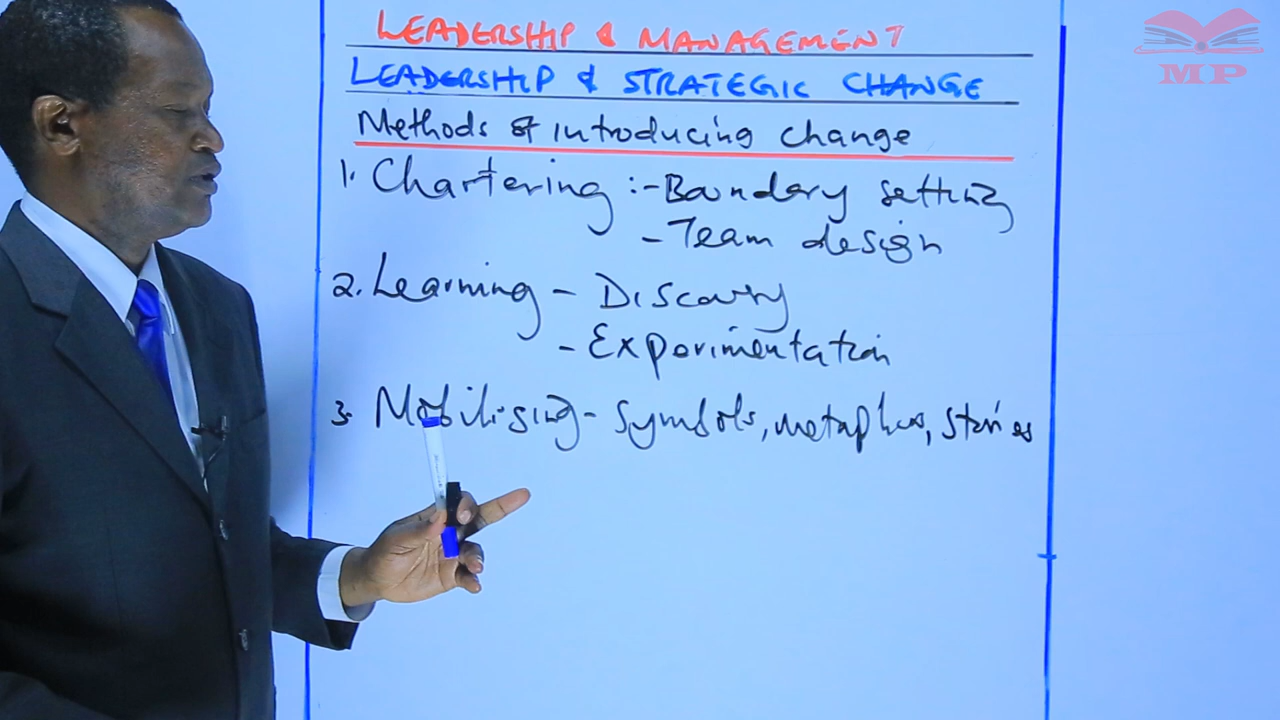 LEADERSHIP & MANAGEMENT
LEADERSHIP & STRATEGIC CHANGE
Methods of introducing change
1. Chartering :- Boundary setting
- Team design
2. Learning - Discovery
- Experimentation
3. Mobilising - Symbols, metaphors, stories
MP